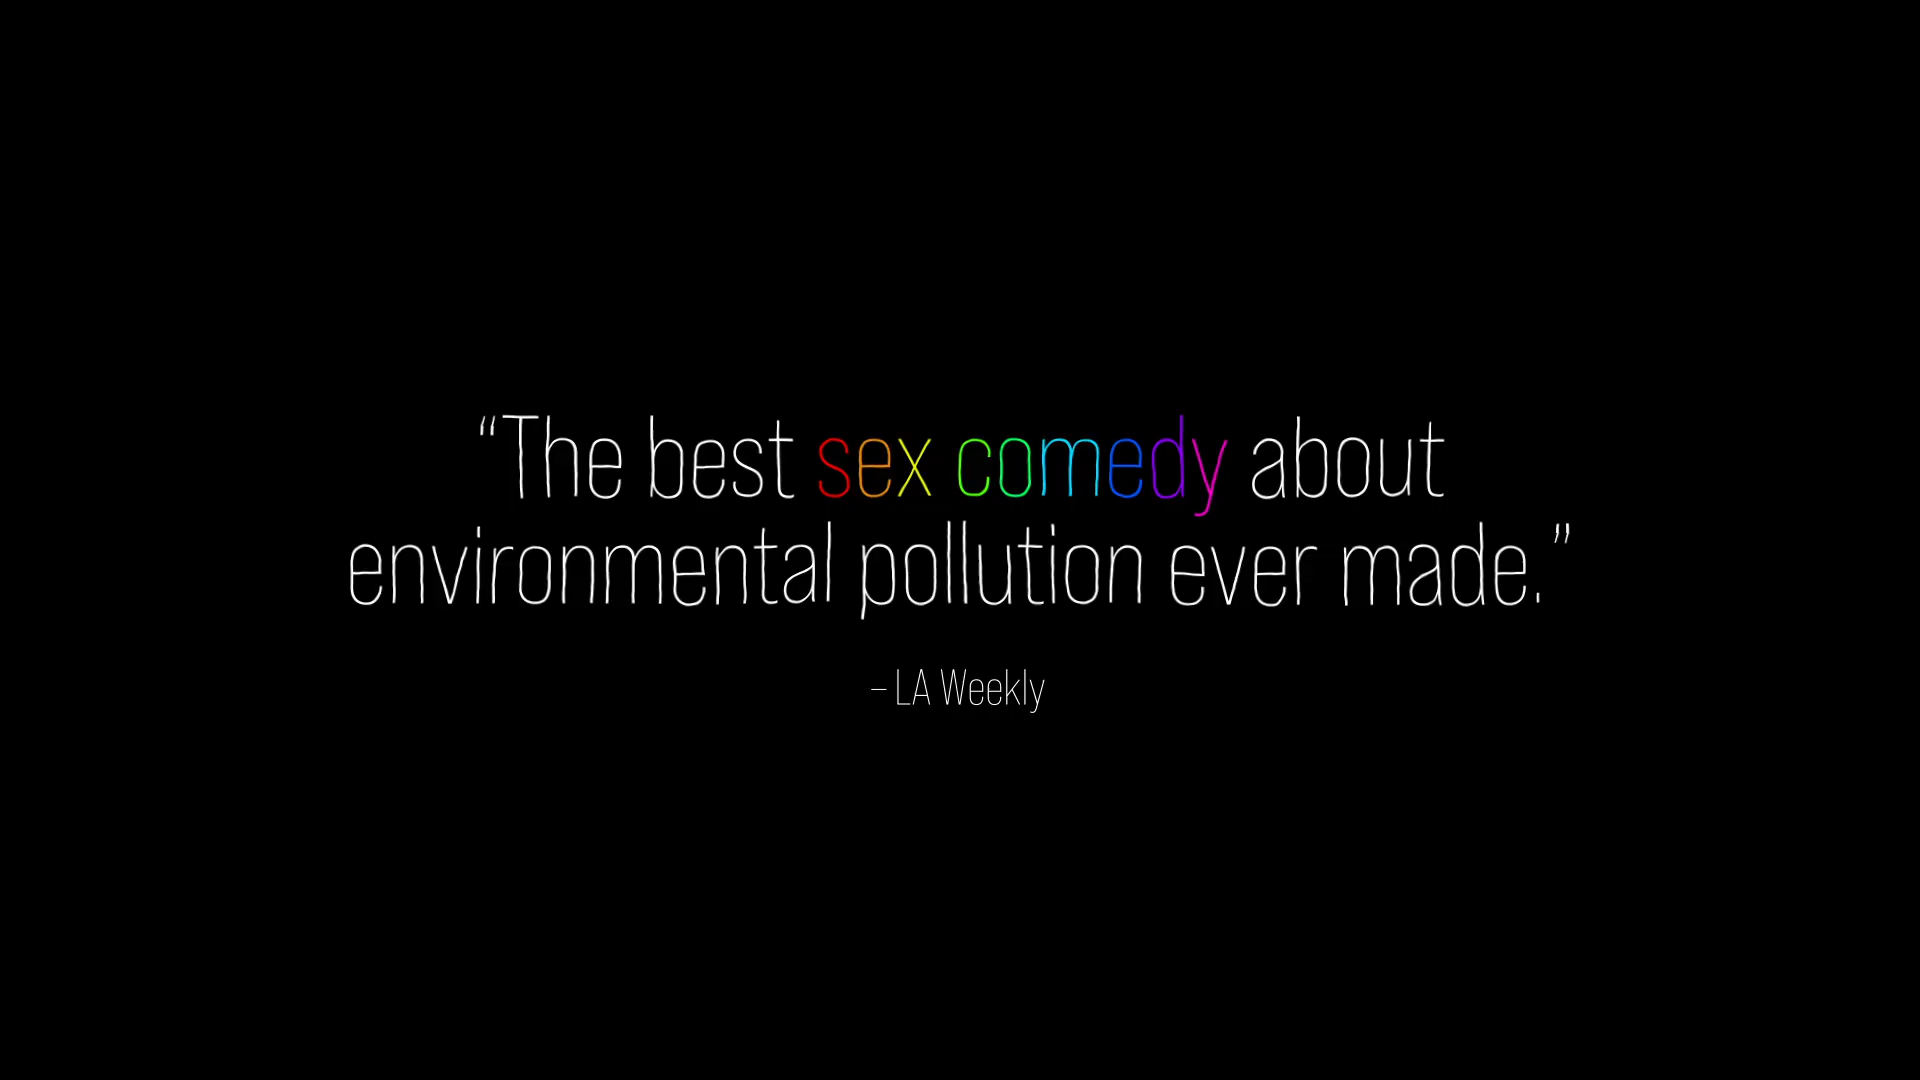 “The best sex comedy about
environmental pollution ever made.”
– LA Weekly